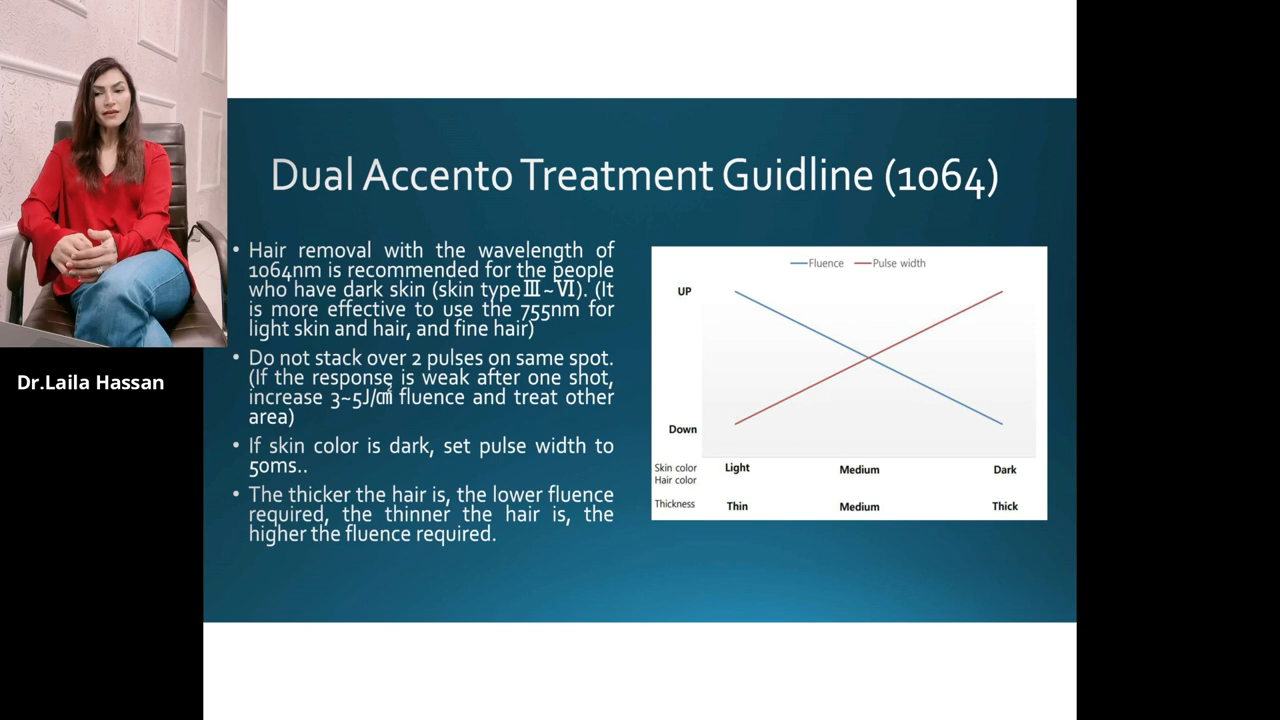 Dual Accento Treatment Guidline (1064)
• Hair removal with the wavelength of
1064nm is recommended for the people
who have dark skin (skin type Ⅲ~Ⅵ). (It
is more effective to use the 755nm for
light skin and hair, and fine hair)
• Do not stack over 2 pulses on same spot.
(If the response is weak after one shot,
increase 3~5J/㎠ fluence and treat other
area)
• If skin color is dark, set pulse width to
50ms..
• The thicker the hair is, the lower fluence
required, the thinner the hair is, the
higher the fluence required.
Fluence Pulse width
UP
Down
Skin color
Hair color
Light Medium Dark
Thickness
Thin Medium Thick
Dr.Laila Hassan